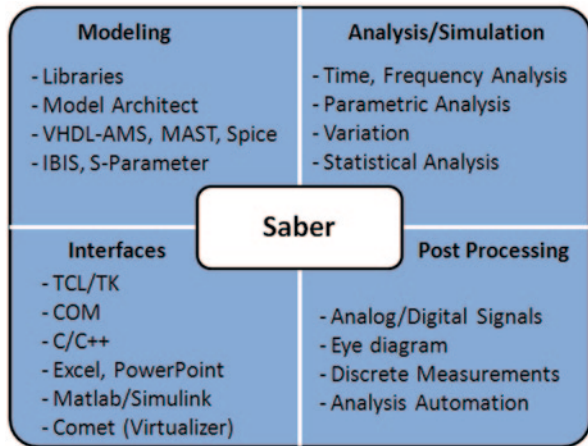 Modeling
- Libraries
- Model Architect
- VHDL-AMS, MAST, Spice
- IBIS, S-Parameter
Analysis/Simulation
- Time, Frequency Analysis
- Parametric Analysis
- Variation
- Statistical Analysis
Saber
Interfaces
- TCL/TK
- COM
- C/C++
- Excel, PowerPoint
- Matlab/Simulink
- Comet (Virtualizer)
Post Processing
- Analog/Digital Signals
- Eye diagram
- Discrete Measurements
- Analysis Automation